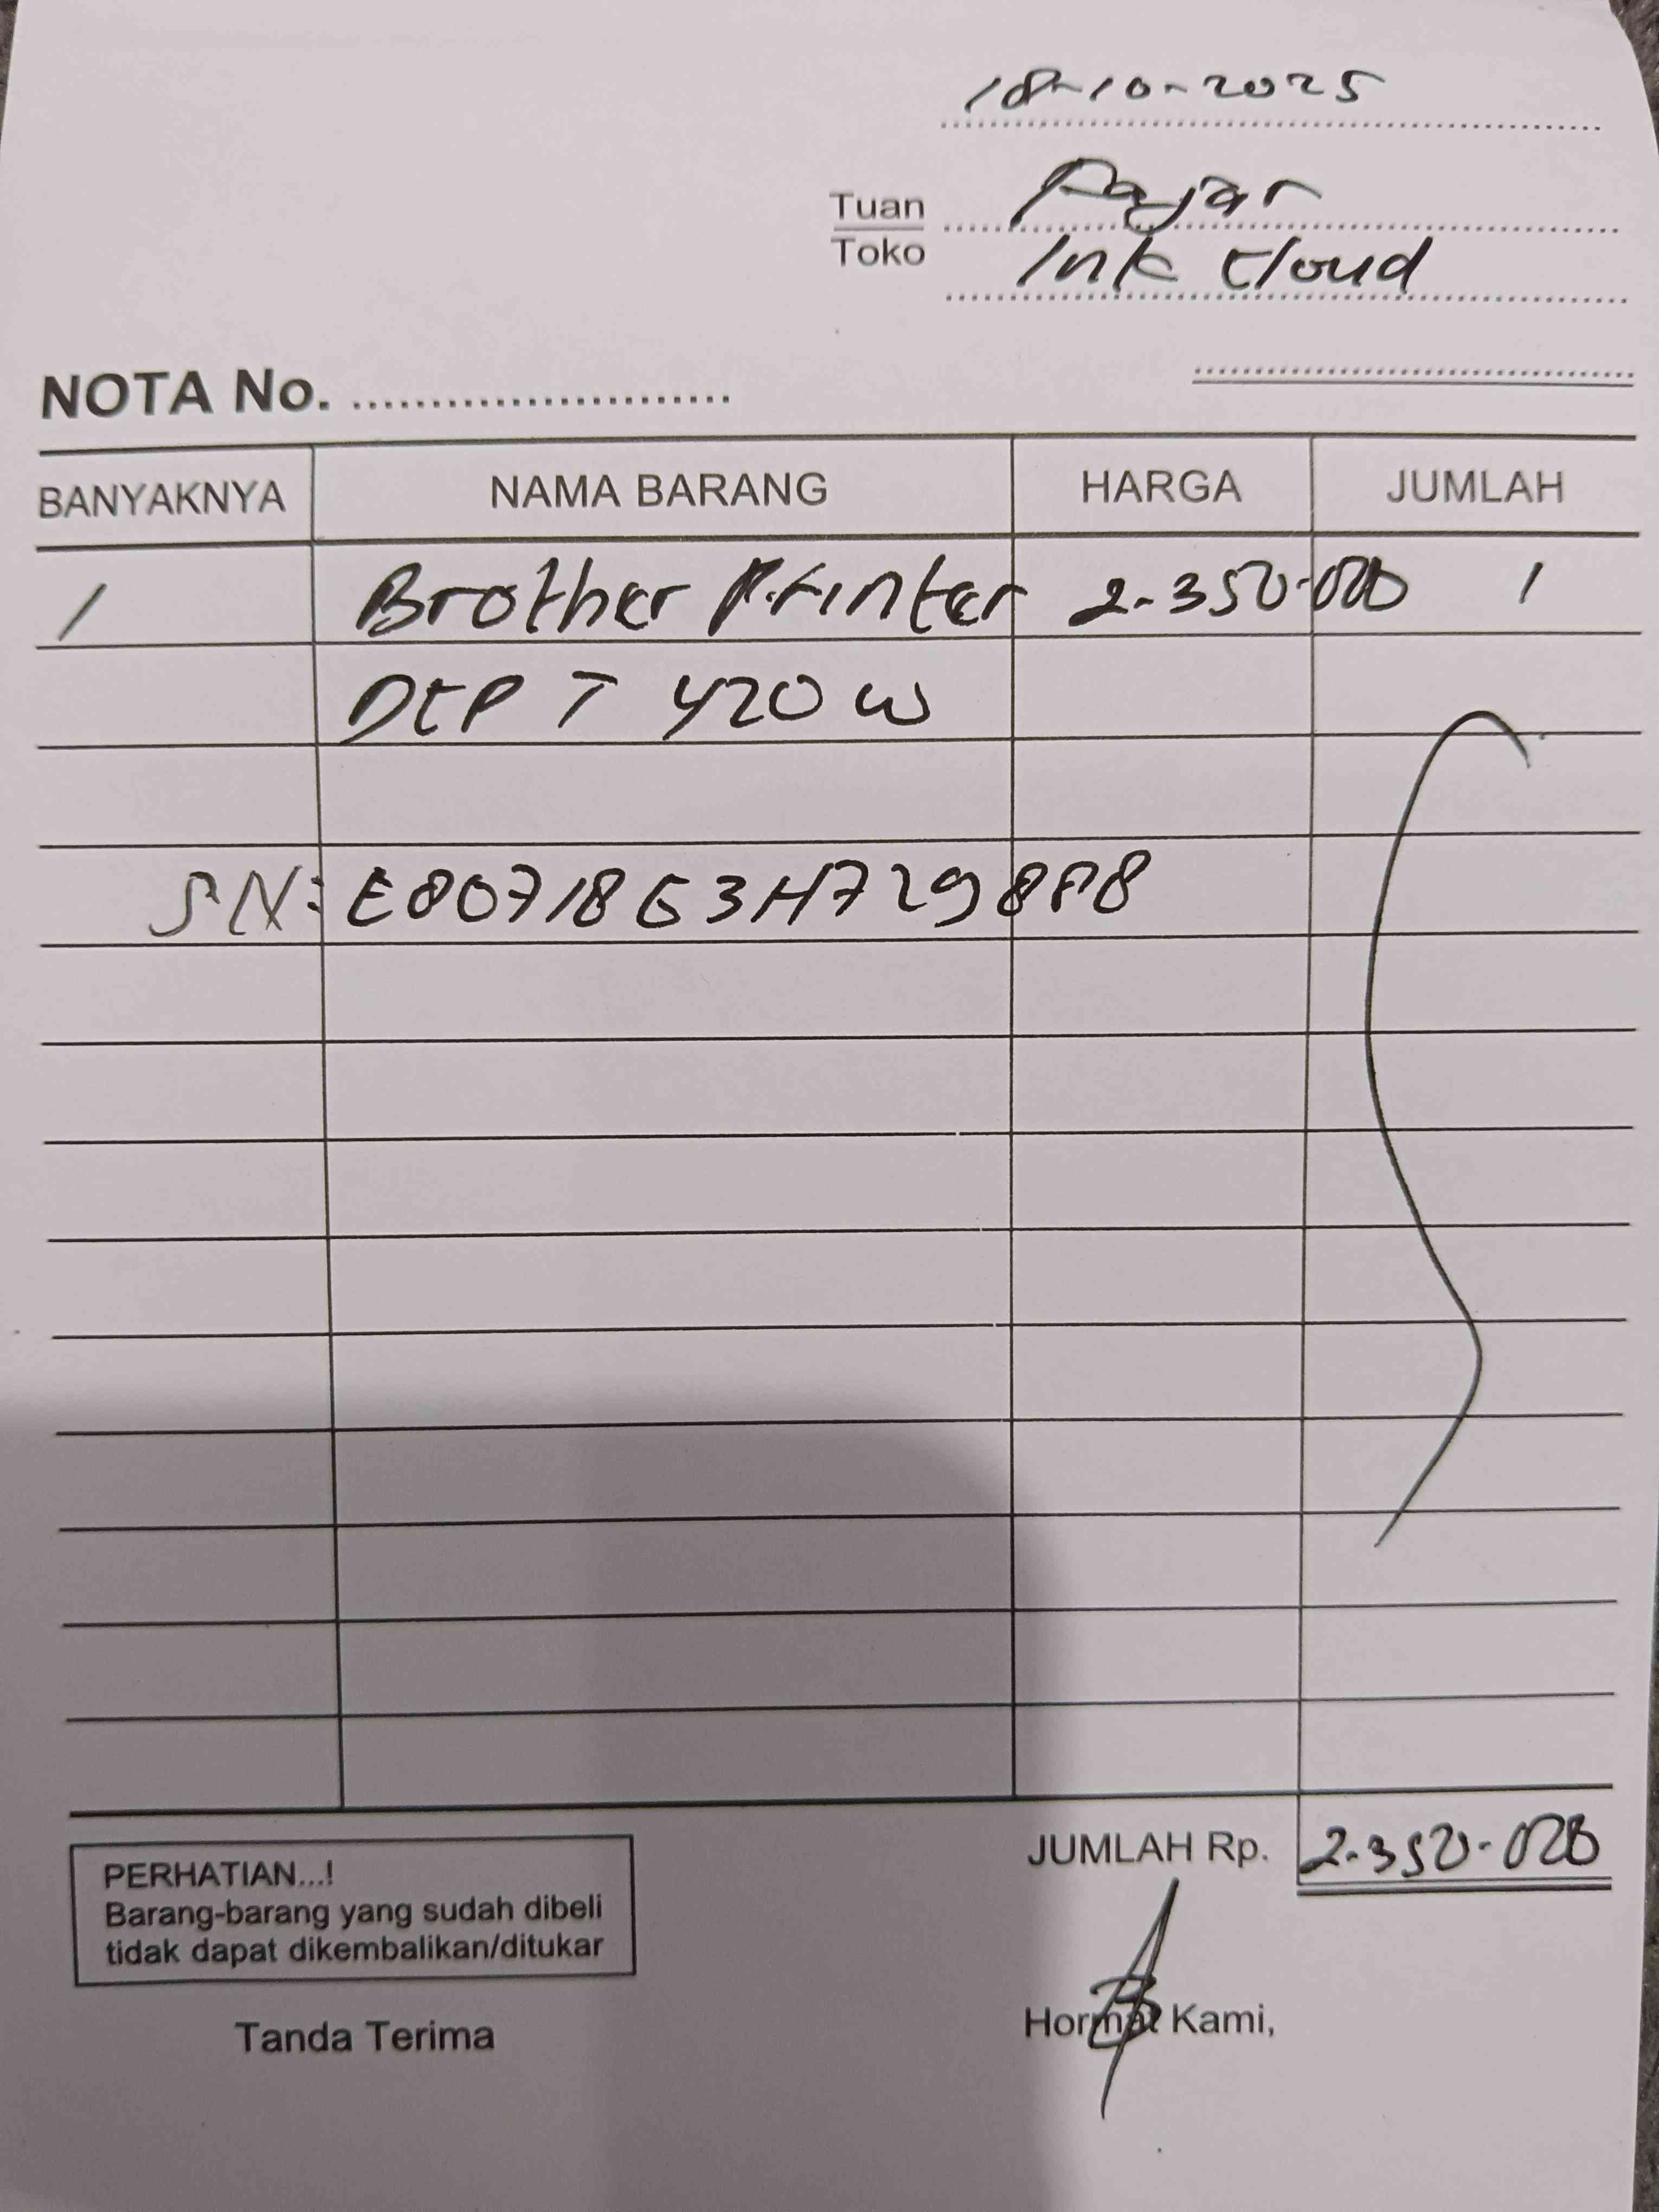 18-10-2025
Tuan Fajar
Toko Ink Cloud
NOTA No.
BANYAKNYA NAMA BARANG HARGA JUMLAH
1 Brother Printer 2.350.000 1
DCP T 420 W
SN: E80718G3H729888
JUMLAH Rp. 2.350.000
PERHATIAN...!
Barang-barang yang sudah dibeli
tidak dapat dikembalikan/ditukar
Tanda Terima Hormat Kami,